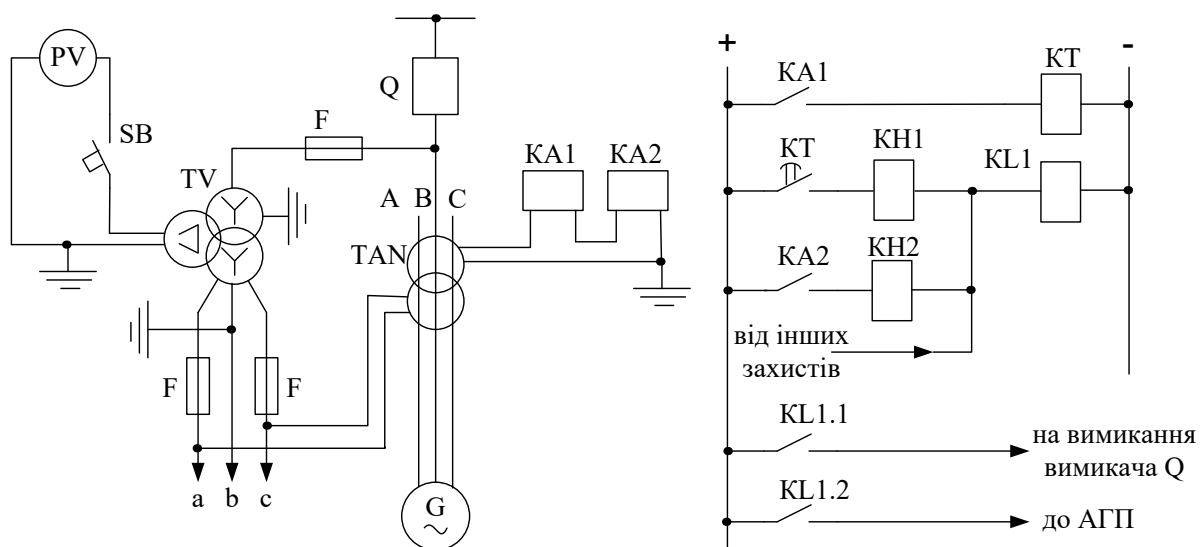 PV
SB
F
Q
TV
KA1 KA2
A B C
TAN
F F
a b c
G
+ -
KA1 KT
KT KH1 KL1
KA2 KH2
від інших
захистів
KL1.1
на вимикання
вимикача Q
KL1.2
до АГП